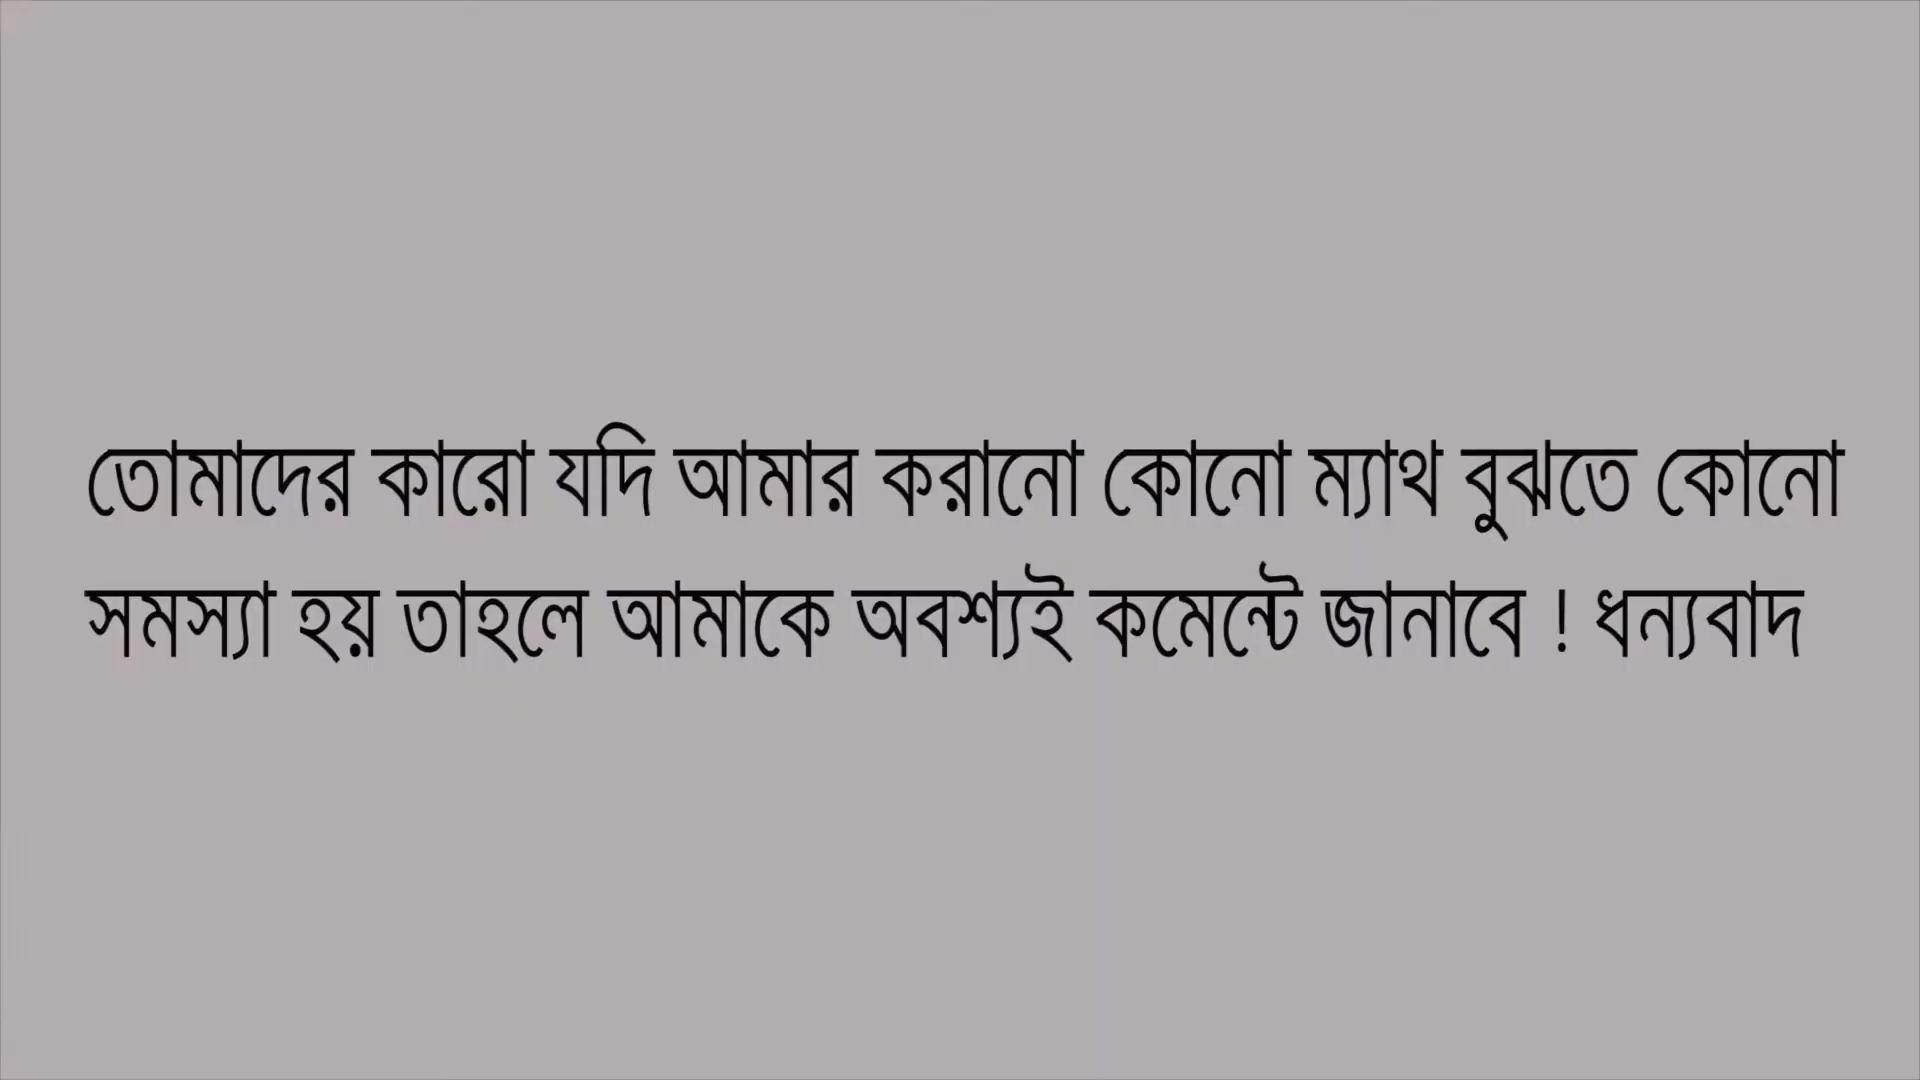 তোমাদের কারো যদি আমার করানো কোনো ম্যাথ বুঝতে কোনো
সমস্যা হয় তাহলে আমাকে অবশ্যই কমেন্টে জানাবে ! ধন্যবাদ